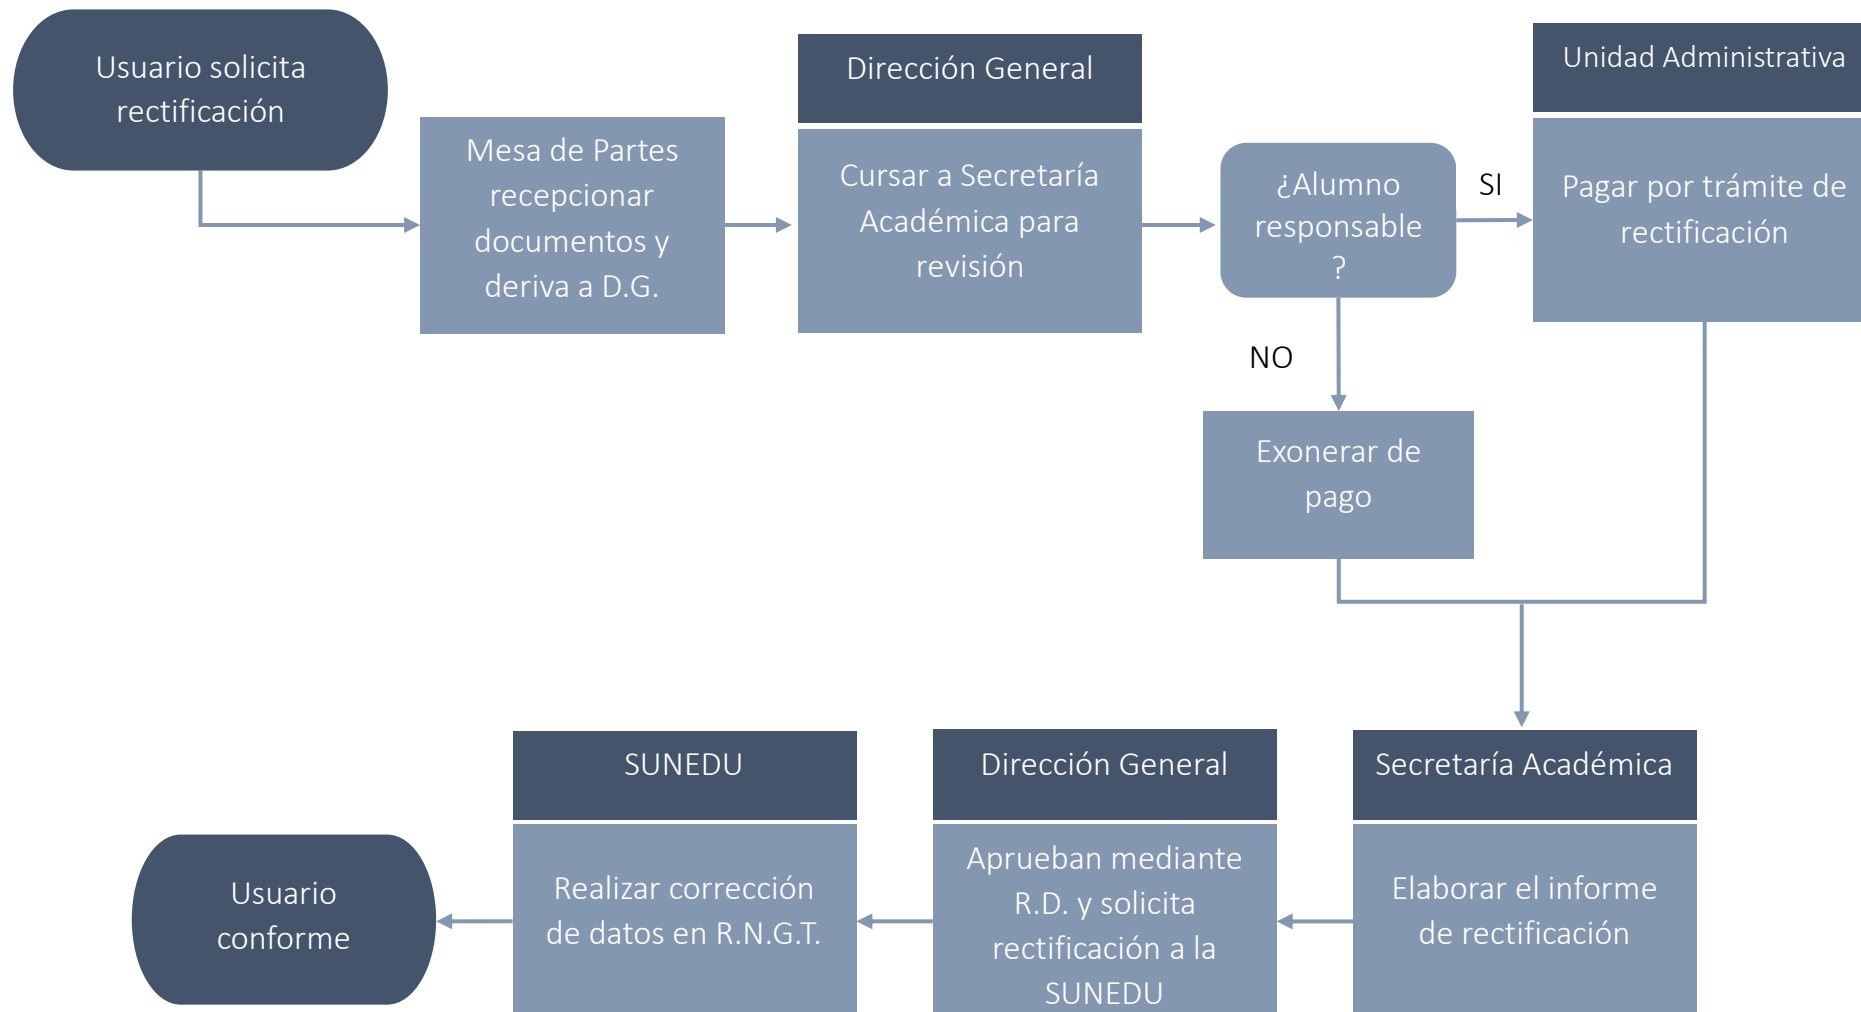 Usuario solicita
rectificación
Mesa de Partes
recepcionar
documentos y
deriva a D.G.
Dirección General
Cursar a Secretaría
Académica para
revisión
¿Alumno
responsable
?
SI
Unidad Administrativa
Pagar por trámite de
rectificación
NO
Exonerar de
pago
Secretaría Académica
Elaborar el informe
de rectificación
Dirección General
Aprueban mediante
R.D. y solicita
rectificación a la
SUNEDU
SUNEDU
Realizar corrección
de datos en R.N.G.T.
Usuario
conforme